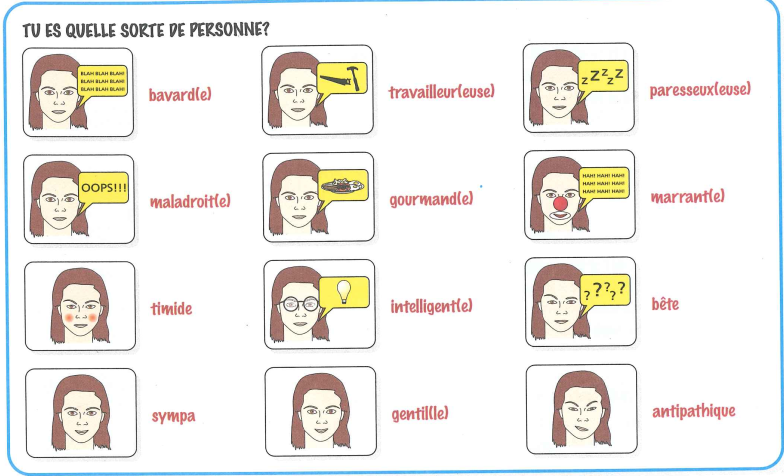 TU ES QUELLE SORTE DE PERSONNE?
BLAH BLAH BLAH!
BLAH BLAH BLAH!
BLAH BLAH BLAH!
bavard(e)
travailleur(euse)
zZzzZ
paresseux(euse)
OOPS!!!
maladroit(e)
gourmand(e)
HAH! HAH! HAH!
HAH! HAH! HAH!
HAH! HAH! HAH!
marrant(e)
timide
intelligent(e)
?????
bête
sympa
gentil(le)
antipathique